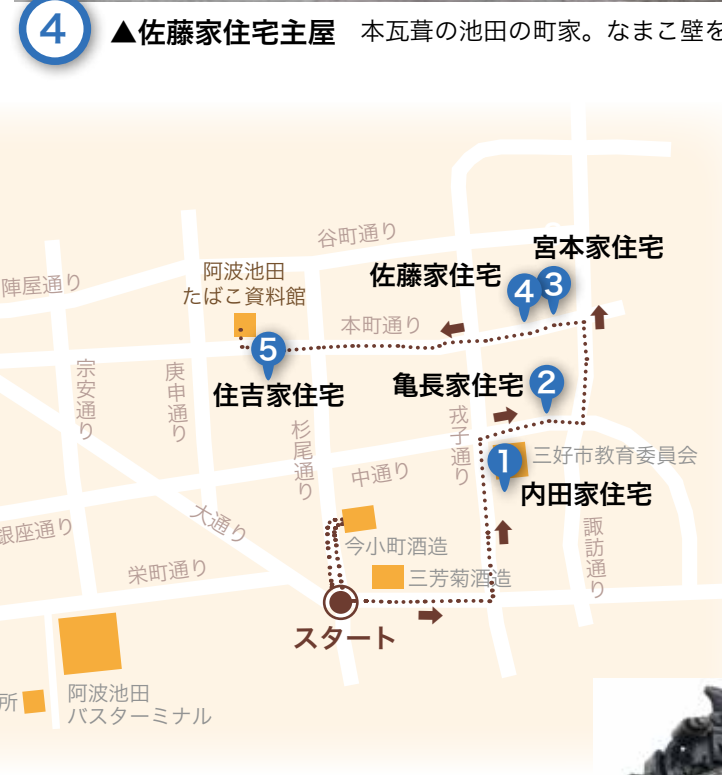 4 ▲佐藤家住宅主屋 本瓦葺の池田の町家。なまこ壁を
谷町通り
宮本家住宅
陣屋通り
阿波池田
たばこ資料館
佐藤家住宅
4
3
本町通り
5
住吉家住宅
宗安通り
庚申通り
亀長家住宅
2
杉尾通り
戎子通り
中通り
1
三好市教育委員会
内田家住宅
銀座通り
大通り
今小町酒造
諏訪通り
栄町通り
三芳菊酒造
スタート
所
阿波池田
バスターミナル